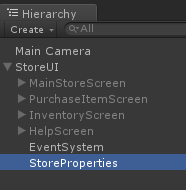 Hierarchy
Create All
Main Camera
StoreUI
MainStoreScreen
PurchaseItemScreen
InventoryScreen
HelpScreen
EventSystem
StoreProperties